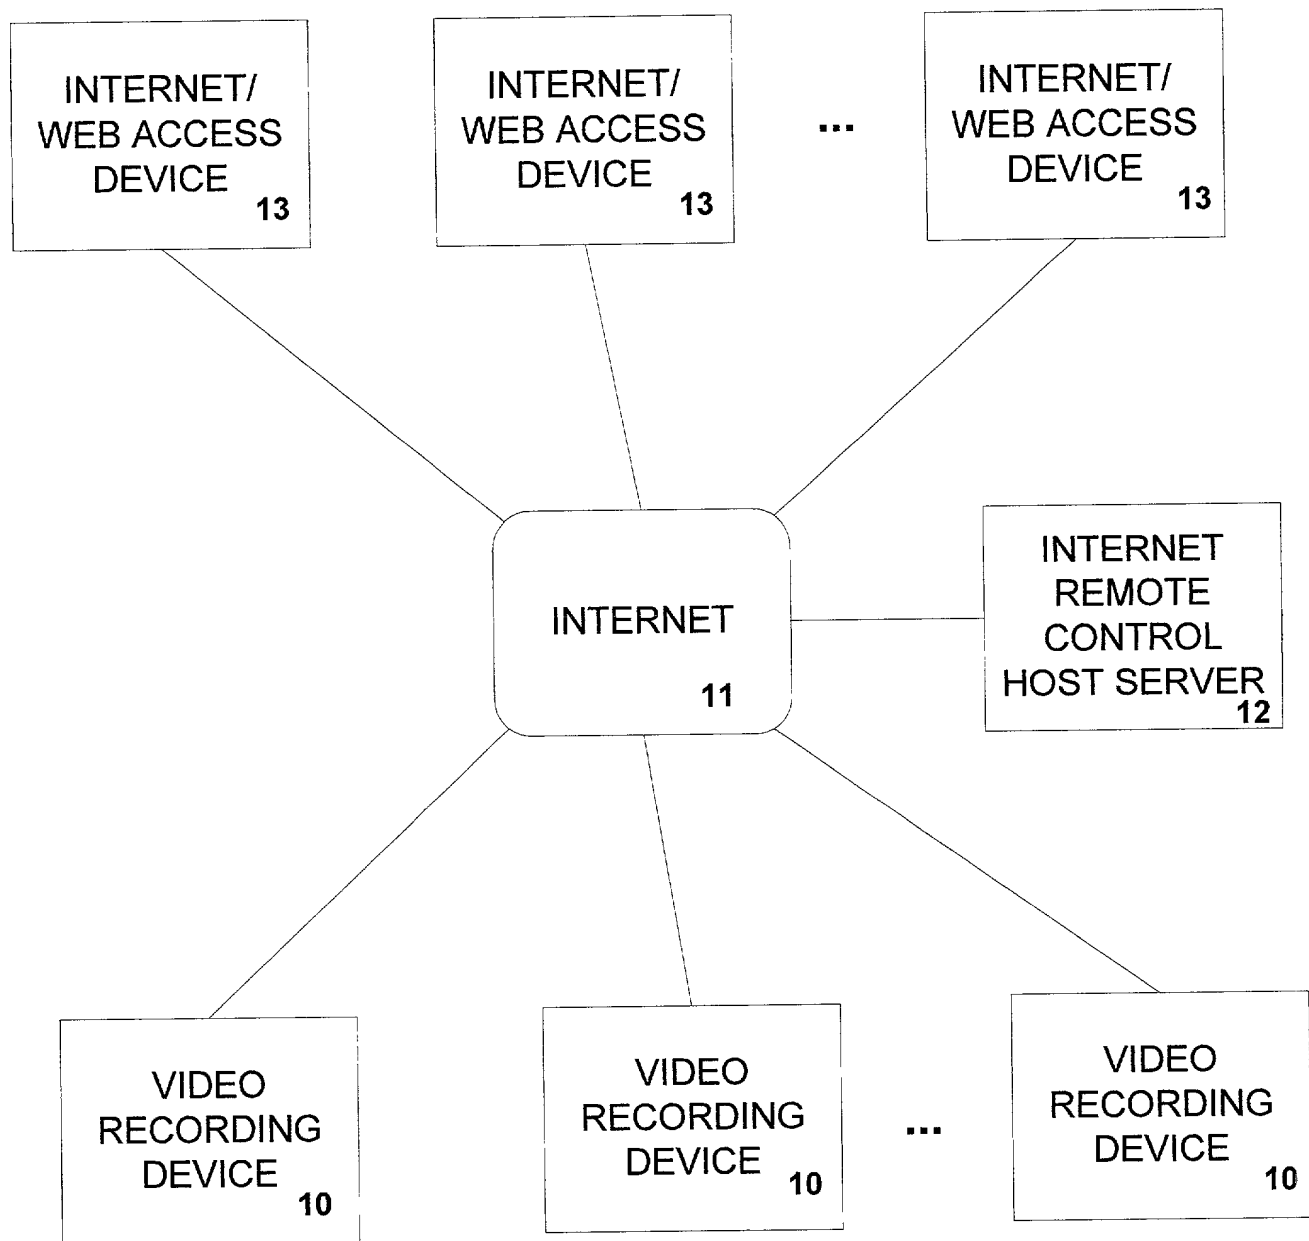 INTERNET/
WEB ACCESS
DEVICE
13
INTERNET/
WEB ACCESS
DEVICE
13
...
INTERNET/
WEB ACCESS
DEVICE
13
INTERNET
11
INTERNET
REMOTE
CONTROL
HOST SERVER
12
VIDEO
RECORDING
DEVICE
10
VIDEO
RECORDING
DEVICE
10
...
VIDEO
RECORDING
DEVICE
10